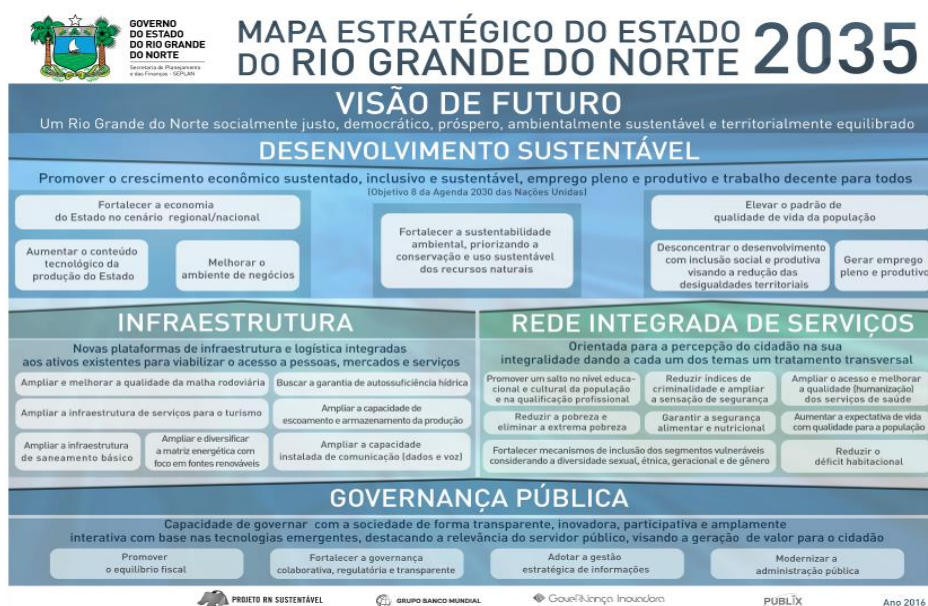 GOVERNO
DO ESTADO
DO RIO GRANDE
DO NORTE
Secretaria do Planejamento
e das Finanças - SEPLAN
MAPA ESTRATÉGICO DO ESTADO
DO RIO GRANDE DO NORTE
2035
VISÃO DE FUTURO
Um Rio Grande do Norte socialmente justo, democrático, próspero, ambientalmente sustentável e territorialmente equilibrado
DESENVOLVIMENTO SUSTENTÁVEL
Promover o crescimento econômico sustentado, inclusivo e sustentável, emprego pleno e produtivo e trabalho decente para todos
(Objetivo 8 da Agenda 2030 das Nações Unidas)
Fortalecer a economia
do Estado no cenário regional/nacional
Aumentar o conteúdo
tecnológico da
produção do Estado
Melhorar o
ambiente de negócios
Fortalecer a sustentabilidade
ambiental, priorizando a
conservação e uso sustentável
dos recursos naturais
Elevar o padrão de
qualidade de vida da população
Desconcentrar o desenvolvimento
com inclusão social e produtiva
visando a redução das
desigualdades territoriais
Gerar emprego
pleno e produtivo
INFRAESTRUTURA
Novas plataformas de infraestrutura e logística integradas
aos ativos existentes para viabilizar o acesso a pessoas, mercados e serviços
Ampliar e melhorar a qualidade da malha rodoviária
Buscar a garantia de autossuficiência hídrica
Ampliar a infraestrutura de serviços para o turismo
Ampliar a capacidade de
escoamento e armazenamento da produção
Ampliar a infraestrutura
de saneamento básico
Ampliar e diversificar
a matriz energética com
foco em fontes renováveis
Ampliar a capacidade
instalada de comunicação (dados e voz)
REDE INTEGRADA DE SERVIÇOS
Orientada para a percepção do cidadão na sua
integralidade dando a cada um dos temas um tratamento transversal
Promover um salto no nível educa-
cional e cultural da população
e na qualificação profissional
Reduzir índices de
criminalidade e ampliar
a sensação de segurança
Ampliar o acesso e melhorar
a qualidade (humanização)
dos serviços de saúde
Reduzir a pobreza e
eliminar a extrema pobreza
Garantir a segurança
alimentar e nutricional
Aumentar a expectativa de vida
com qualidade para a população
Fortalecer mecanismos de inclusão dos segmentos vulneráveis
considerando a diversidade sexual, étnica, geracional e de gênero
Reduzir o
déficit habitacional
GOVERNANÇA PÚBLICA
Capacidade de governar com a sociedade de forma transparente, inovadora, participativa e amplamente
interativa com base nas tecnologias emergentes, destacando a relevância do servidor público, visando a geração de valor para o cidadão
Promover
o equilíbrio fiscal
Fortalecer a governança
colaborativa, regulatória e transparente
Adotar a gestão
estratégica de informações
Modernizar a
administração pública
PROJETO RN SUSTENTÁVEL
GRUPO BANCO MUNDIAL
Governança Inovadora
PUBLIX
Ano 2016